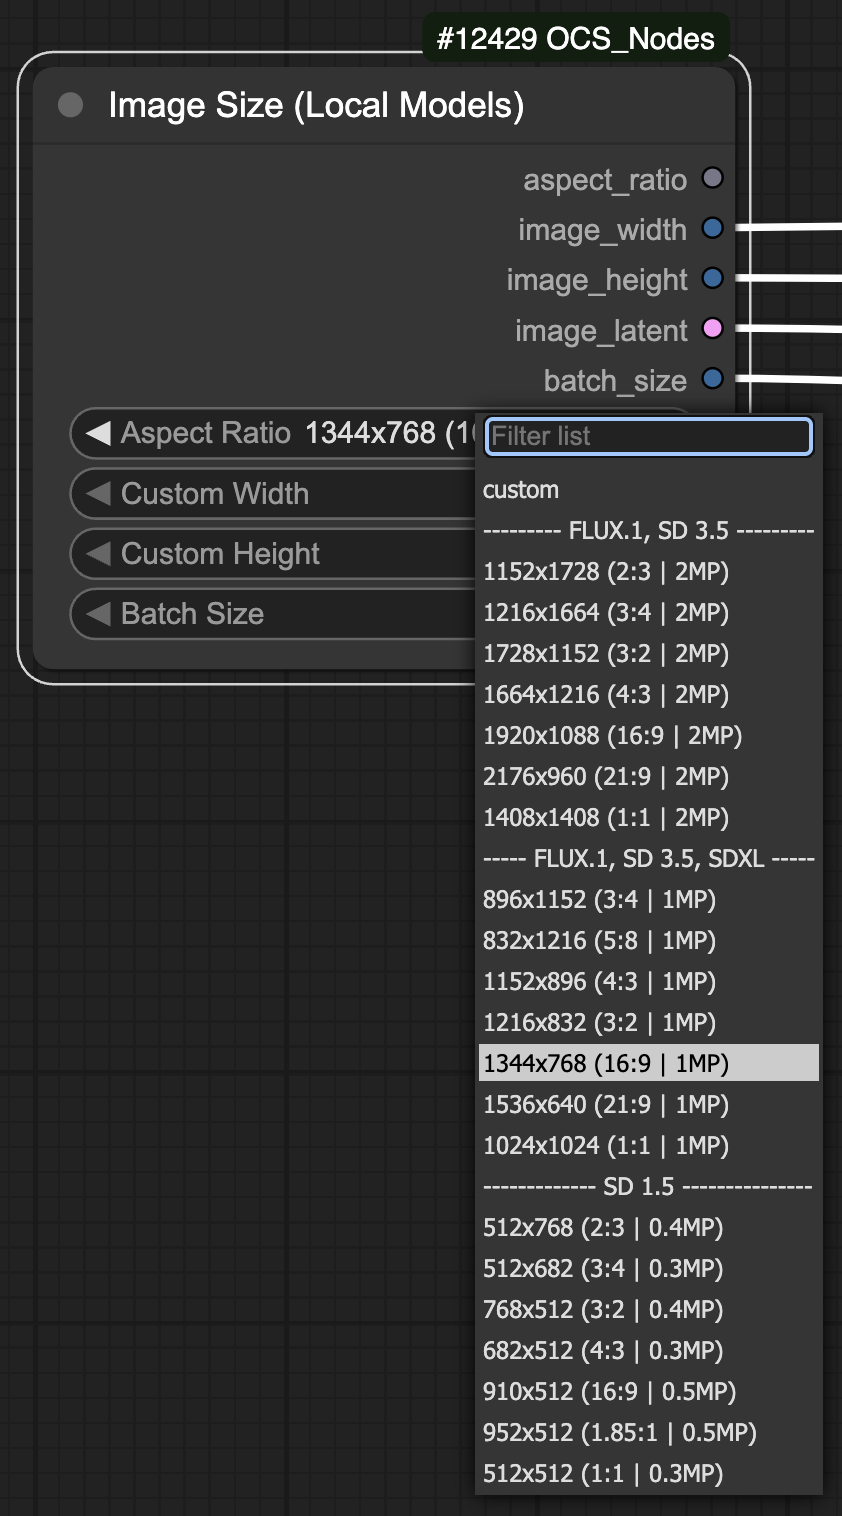 #12429 OCS_Nodes
Image Size (Local Models)
aspect_ratio
image_width
image_height
image_latent
batch_size
Aspect Ratio 1344x768 (16
Filter list
Custom Width
Custom Height
Batch Size
custom
--------- FLUX.1, SD 3.5 ---------
1152x1728 (2:3 | 2MP)
1216x1664 (3:4 | 2MP)
1728x1152 (3:2 | 2MP)
1664x1216 (4:3 | 2MP)
1920x1088 (16:9 | 2MP)
2176x960 (21:9 | 2MP)
1408x1408 (1:1 | 2MP)
----- FLUX.1, SD 3.5, SDXL -----
896x1152 (3:4 | 1MP)
832x1216 (5:8 | 1MP)
1152x896 (4:3 | 1MP)
1216x832 (3:2 | 1MP)
1344x768 (16:9 | 1MP)
1536x640 (21:9 | 1MP)
1024x1024 (1:1 | 1MP)
------------- SD 1.5 ---------------
512x768 (2:3 | 0.4MP)
512x682 (3:4 | 0.3MP)
768x512 (3:2 | 0.4MP)
682x512 (4:3 | 0.3MP)
910x512 (16:9 | 0.5MP)
952x512 (1.85:1 | 0.5MP)
512x512 (1:1 | 0.3MP)